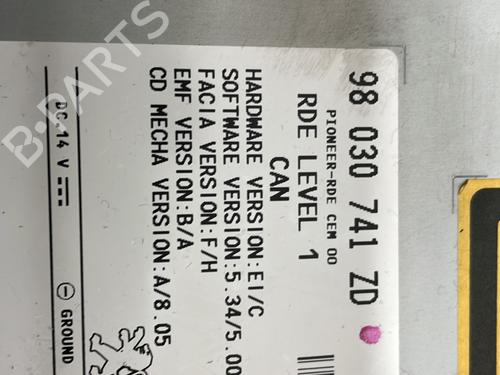 98 030 741 ZD
PIONEER-RDE CEM 00
RDE LEVEL 1
CAN
HARDWARE VERSION:EI/C
SOFTWARE VERSION:5.34/5.00
FACIA VERSION:F/H
EMF VERSION:B/A
CD MECHA VERSION:A/8.05
DC 14 V
GROUND
B-PARTS